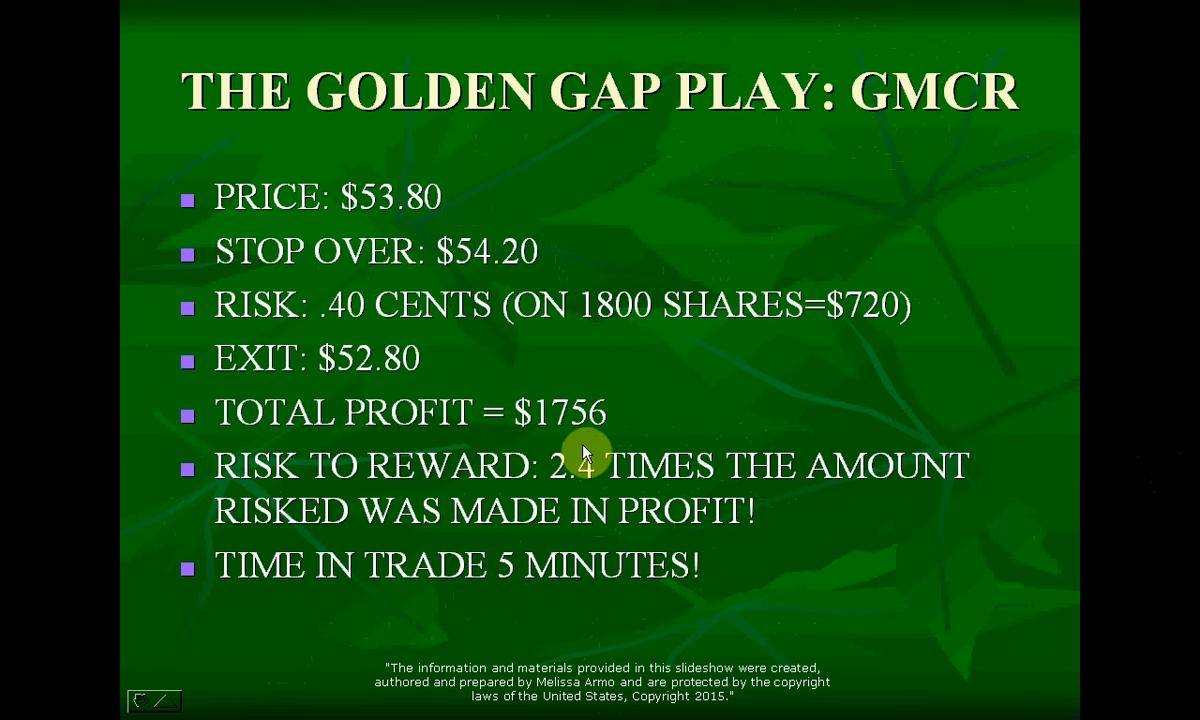 THE GOLDEN GAP PLAY: GMCR
PRICE: $53.80
STOP OVER: $54.20
RISK: .40 CENTS (ON 1800 SHARES=$720)
EXIT: $52.80
TOTAL PROFIT = $1756
RISK TO REWARD: 2.4 TIMES THE AMOUNT
RISKED WAS MADE IN PROFIT!
TIME IN TRADE 5 MINUTES!
"The information and materials provided in this slideshow were created,
authored and prepared by Melissa Armo and are protected by the copyright
laws of the United States, Copyright 2015."